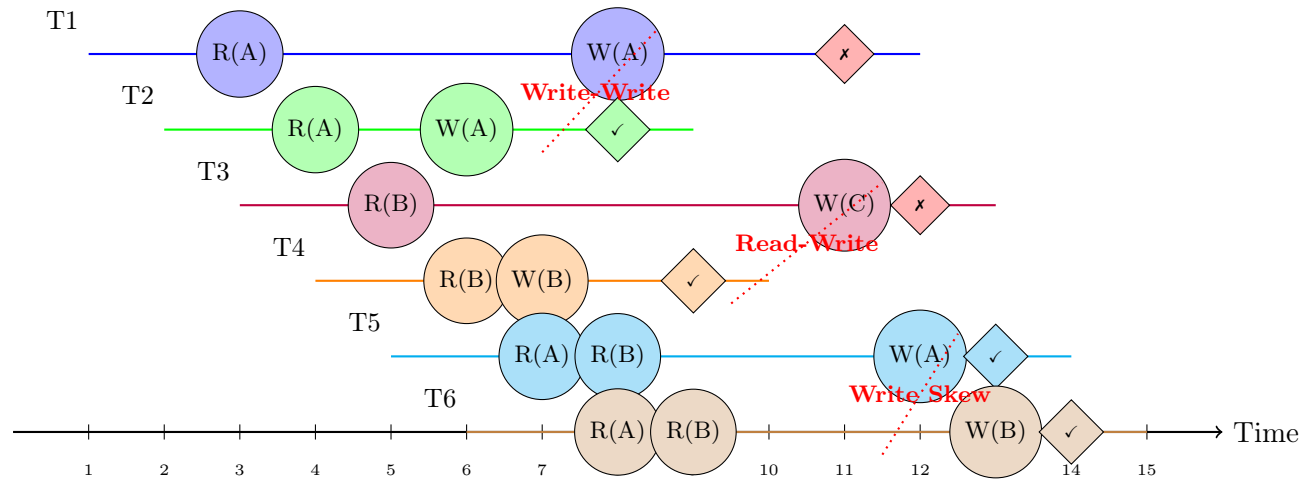 T1
R(A) W(A) ✗
Write-Write
T2
R(A) W(A) ✓
T3
R(B) W(C) ✗
Read-Write
T4
R(B) W(B) ✓
T5
R(A) R(B) W(A) ✓
Write Skew
T6
R(A) R(B) W(B) ✓
Time
1 2 3 4 5 6 7 10 11 12 14 15